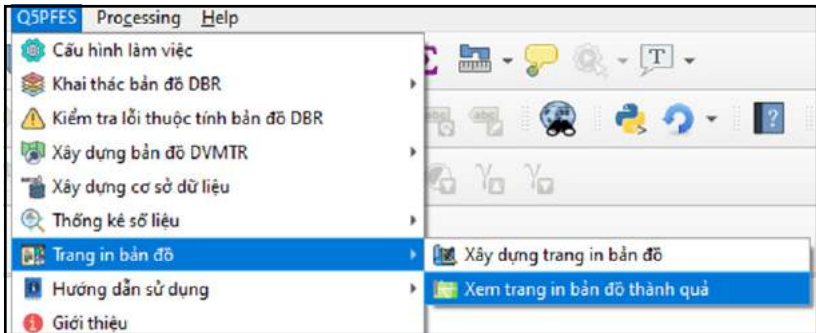 Q5PFES Processing Help
Cấu hình làm việc
Khai thác bản đồ DBR
Kiểm tra lỗi thuộc tính bản đồ DBR
Xây dựng bản đồ DVMTR
Xây dựng cơ sở dữ liệu
Thống kê số liệu
Trang in bản đồ
Xây dựng trang in bản đồ
Xem trang in bản đồ thành quả
Hướng dẫn sử dụng
Giới thiệu